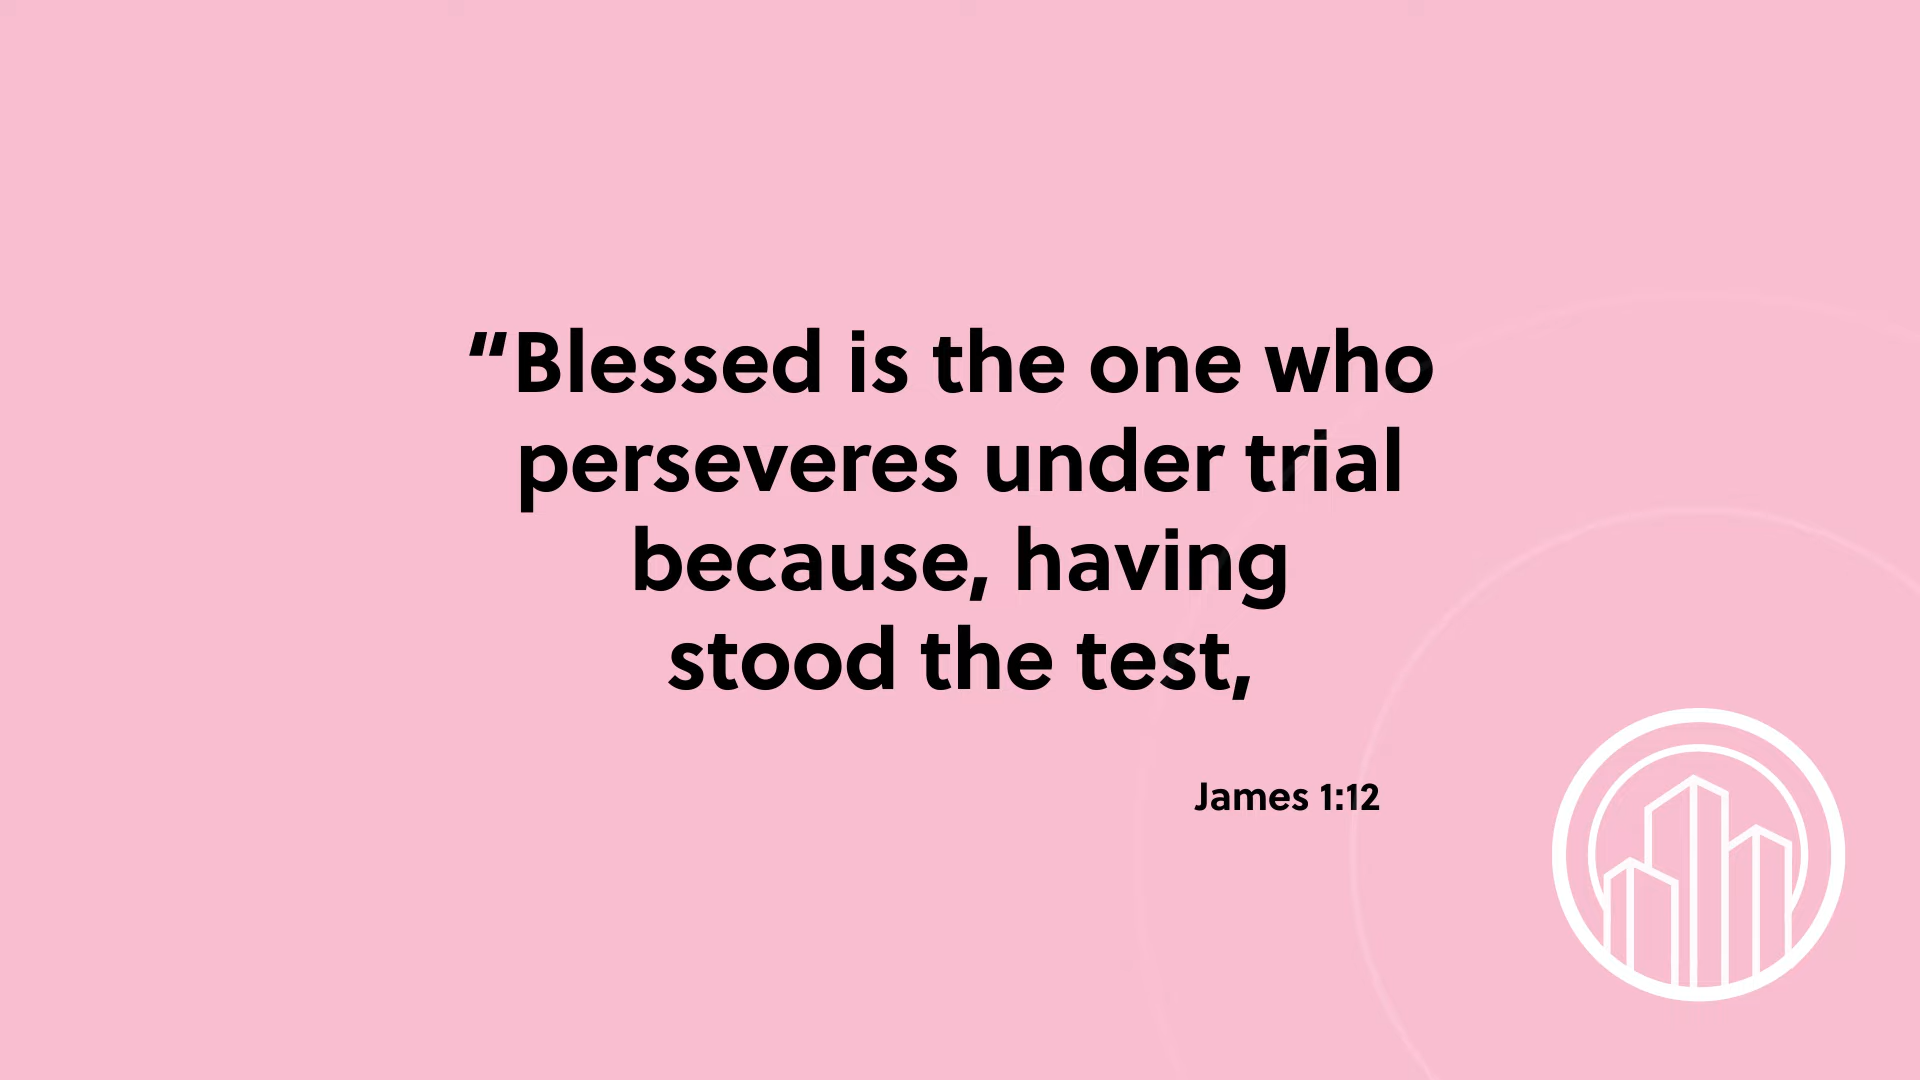 “Blessed is the one who
perseveres under trial
because, having
stood the test,
James 1:12